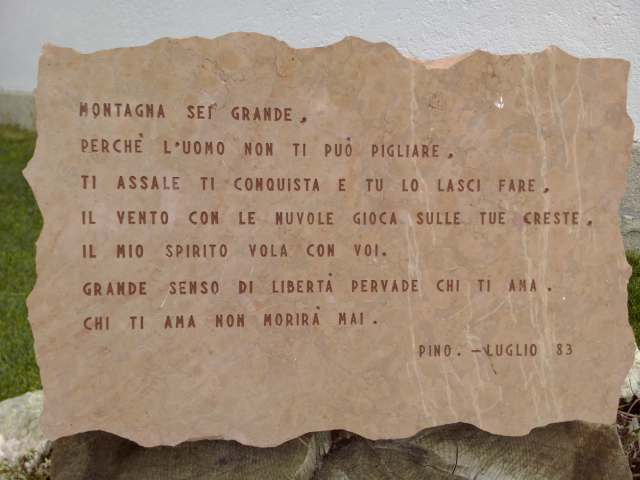 MONTAGNA SEI GRANDE,
PERCHÈ L'UOMO NON TI PUÒ PIGLIARE,
TI ASSALE TI CONQUISTA E TU LO LASCI FARE,
IL VENTO CON LE NUVOLE GIOCA SULLE TUE CRESTE,
IL MIO SPIRITO VOLA CON VOI.
GRANDE SENSO DI LIBERTÀ PERVADE CHI TI AMA.
CHI TI AMA NON MORIRÀ MAI.
PINO. - LUGLIO 83